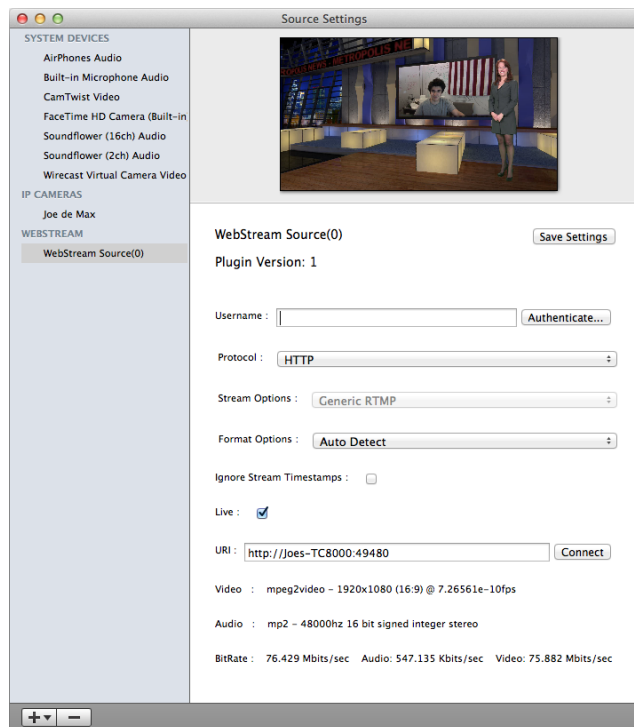 Source Settings
SYSTEM DEVICES
AirPhones Audio
Built-in Microphone Audio
CamTwist Video
FaceTime HD Camera (Built-in
Soundflower (16ch) Audio
Soundflower (2ch) Audio
Wirecast Virtual Camera Video
IP CAMERAS
Joe de Max
WEBSTREAM
WebStream Source(0)
METROPOLIS NE
WebStream Source(0)
Save Settings
Plugin Version: 1
Username :
Authenticate...
Protocol : HTTP
Stream Options : Generic RTMP
Format Options : Auto Detect
Ignore Stream Timestamps :
Live :
URI : http://Joes-TC8000:49480 Connect
Video : mpeg2video - 1920x1080 (16:9) @ 7.26561e-10fps
Audio : mp2 - 48000hz 16 bit signed integer stereo
BitRate : 76.429 Mbits/sec Audio: 547.135 Kbits/sec Video: 75.882 Mbits/sec